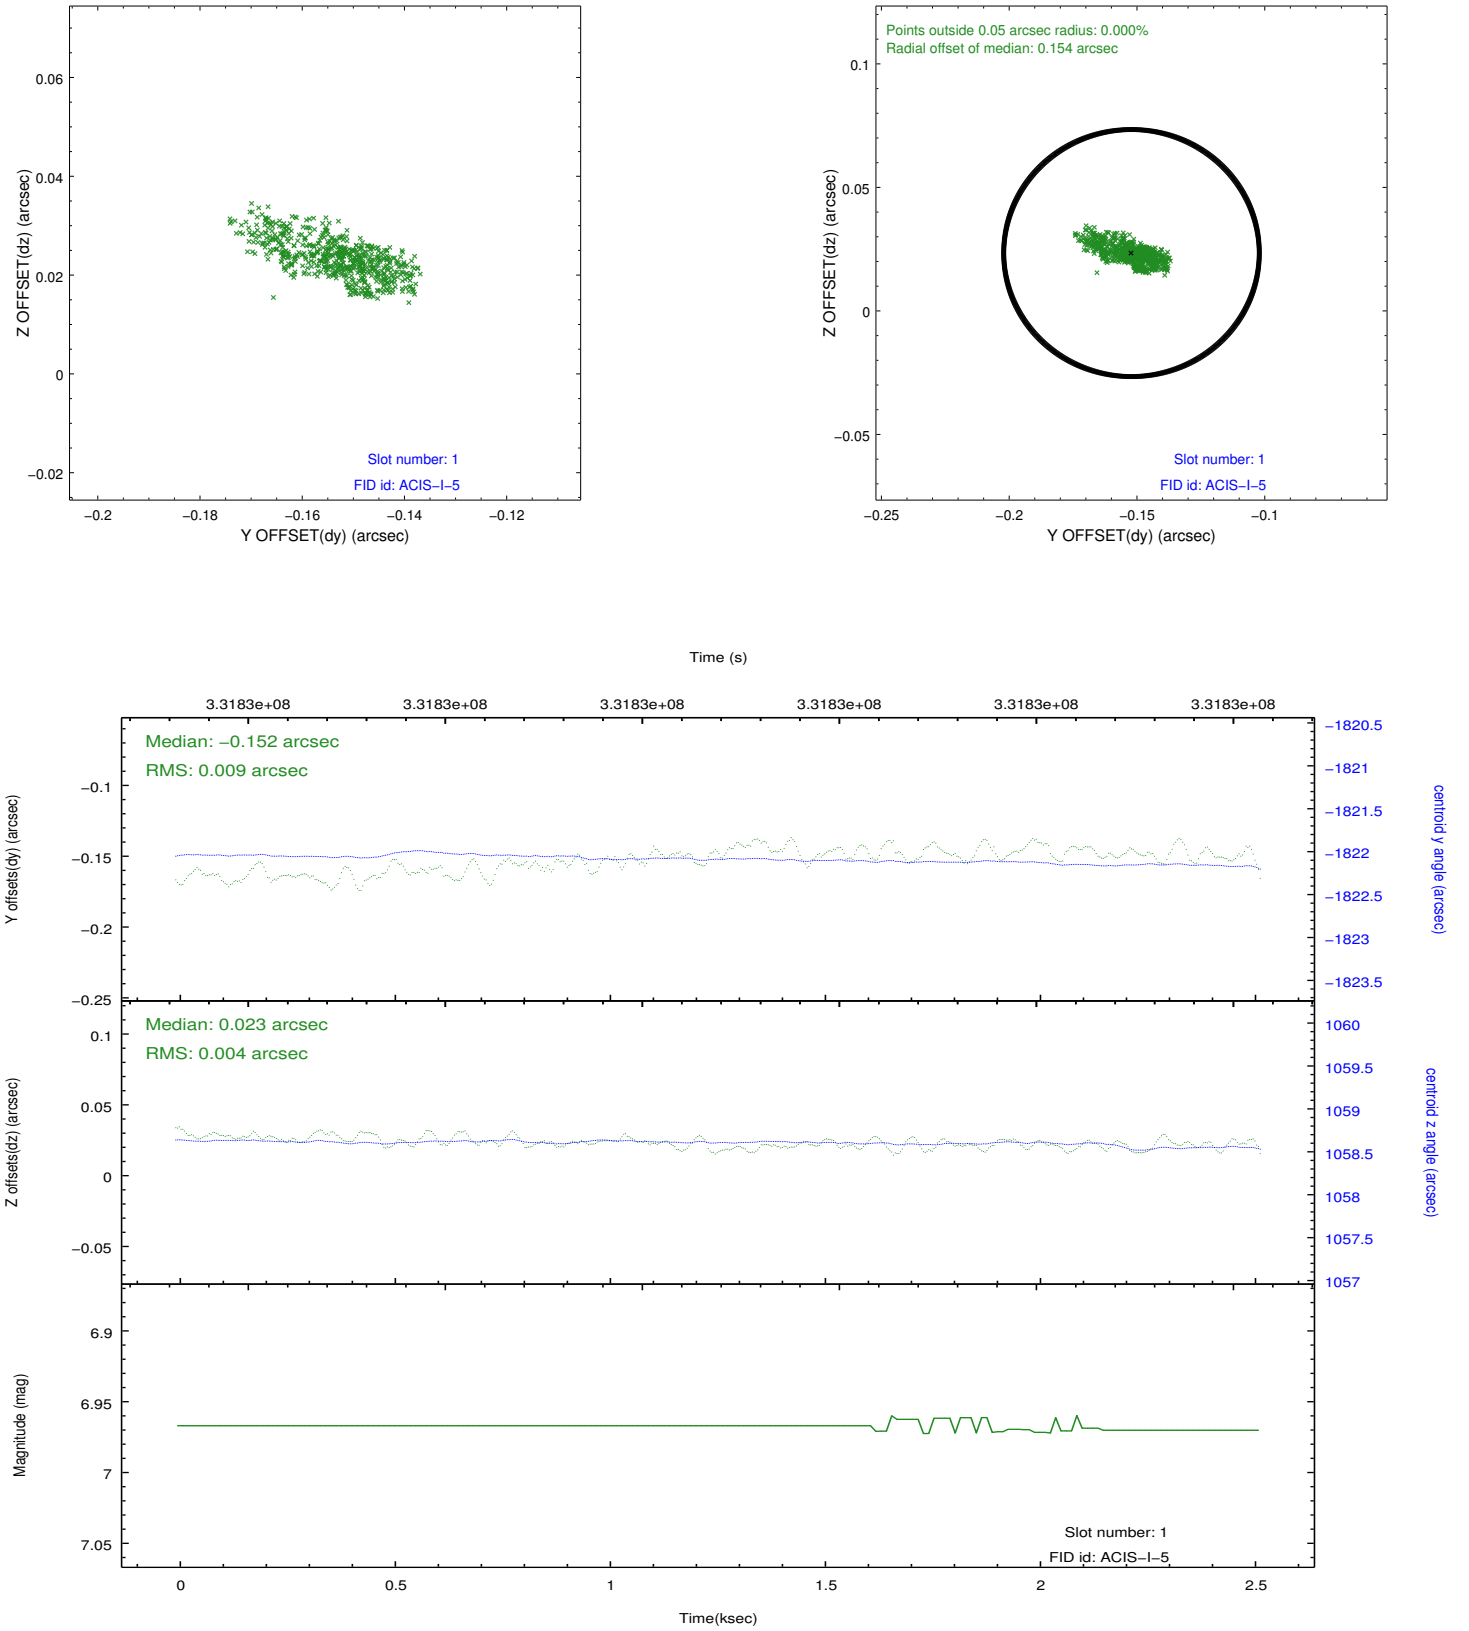 0.06
0.04
0.02
0
−0.02
Z OFFSET(dz) (arcsec)
Slot number: 1
FID id: ACIS−I−5
−0.2 −0.18 −0.16 −0.14 −0.12
Y OFFSET(dy) (arcsec)
Points outside 0.05 arcsec radius: 0.000%
Radial offset of median: 0.154 arcsec
0.1
0.05
0
−0.05
Z OFFSET(dz) (arcsec)
Slot number: 1
FID id: ACIS−I−5
−0.25 −0.2 −0.15 −0.1
Y OFFSET(dy) (arcsec)
Time (s)
3.3183e+08 3.3183e+08 3.3183e+08 3.3183e+08 3.3183e+08 3.3183e+08
Median: −0.152 arcsec
RMS: 0.009 arcsec
−0.1
−0.15
−0.2
−0.25
Y offsets(dy) (arcsec)
−1820.5
−1821
−1821.5
−1822
−1822.5
−1823
−1823.5
centroid y angle (arcsec)
Median: 0.023 arcsec
RMS: 0.004 arcsec
0.1
0.05
0
−0.05
Z offsets(dz) (arcsec)
1060
1059.5
1059
1058.5
1058
1057.5
1057
centroid z angle (arcsec)
6.9
6.95
7
7.05
Magnitude (mag)
Slot number: 1
FID id: ACIS−I−5
0 0.5 1 1.5 2 2.5
Time(ksec)